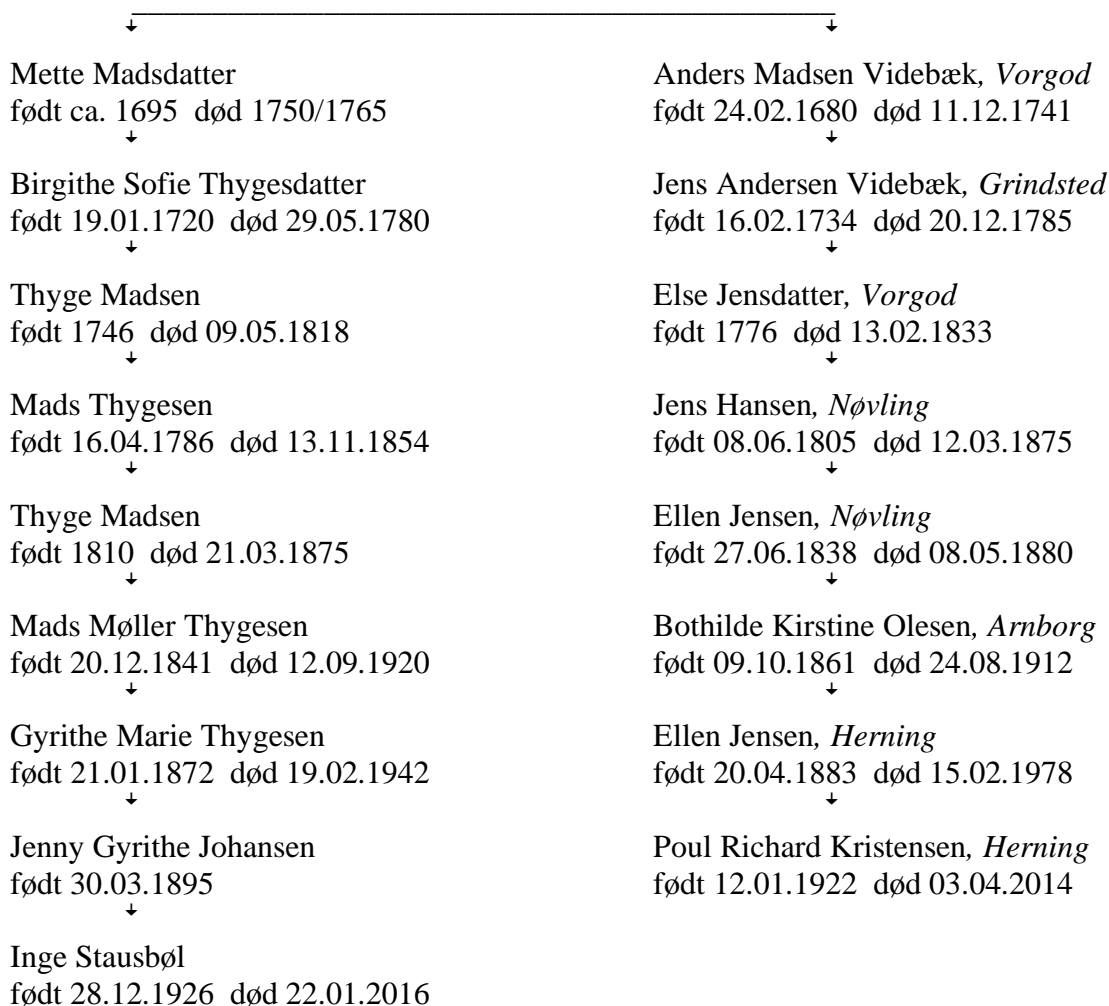 Mette Madsdatter
født ca. 1695 død 1750/1765
Birgithe Sofie Thygesdatter
født 19.01.1720 død 29.05.1780
Thyge Madsen
født 1746 død 09.05.1818
Mads Thygesen
født 16.04.1786 død 13.11.1854
Thyge Madsen
født 1810 død 21.03.1875
Mads Møller Thygesen
født 20.12.1841 død 12.09.1920
Gyrithe Marie Thygesen
født 21.01.1872 død 19.02.1942
Jenny Gyrithe Johansen
født 30.03.1895
Inge Stausbøl
født 28.12.1926 død 22.01.2016
Anders Madsen Videbæk, Vorgod
født 24.02.1680 død 11.12.1741
Jens Andersen Videbæk, Grindsted
født 16.02.1734 død 20.12.1785
Else Jensdatter, Vorgod
født 1776 død 13.02.1833
Jens Hansen, Nøvling
født 08.06.1805 død 12.03.1875
Ellen Jensen, Nøvling
født 27.06.1838 død 08.05.1880
Bothilde Kirstine Olesen, Arnborg
født 09.10.1861 død 24.08.1912
Ellen Jensen, Herning
født 20.04.1883 død 15.02.1978
Poul Richard Kristensen, Herning
født 12.01.1922 død 03.04.2014